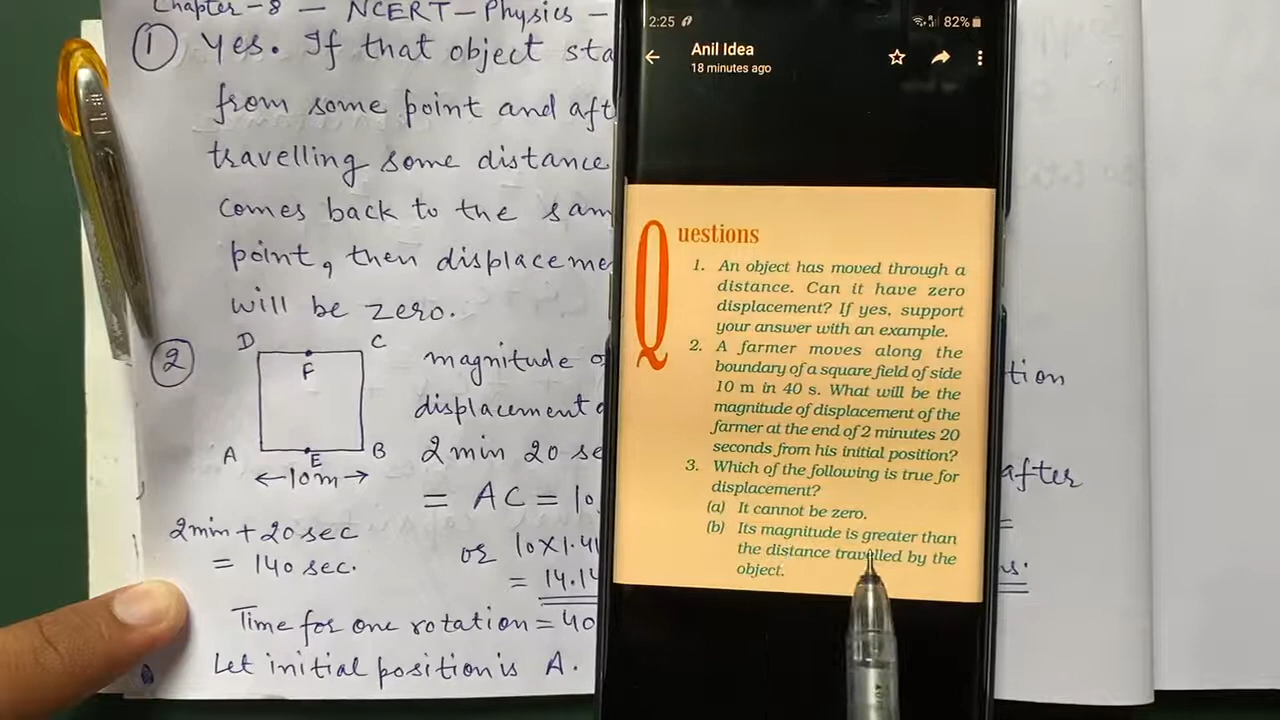 Chapter-8 - NCERT-Physics -
① Yes. If that object sta
from some point and aft
travelling some distance
comes back to the sam
point, then displaceme
will be zero.
②
D
C
F
A
E
B
←10m→
magnitude o
displacement
2 min 20 se
= AC = 10
or 10×1.41
= 14.14
2min + 20 sec
= 140 sec.
Time for one rotation = 40
Let initial position is A.
2:25
82%
Anil Idea
18 minutes ago
Questions
1. An object has moved through a
distance. Can it have zero
displacement? If yes, support
your answer with an example.
2. A farmer moves along the
boundary of a square field of side
10 m in 40 s. What will be the
magnitude of displacement of the
farmer at the end of 2 minutes 20
seconds from his initial position?
3. Which of the following is true for
displacement?
(a) It cannot be zero.
(b) Its magnitude is greater than
the distance travelled by the
object.
tion
after
=
s.